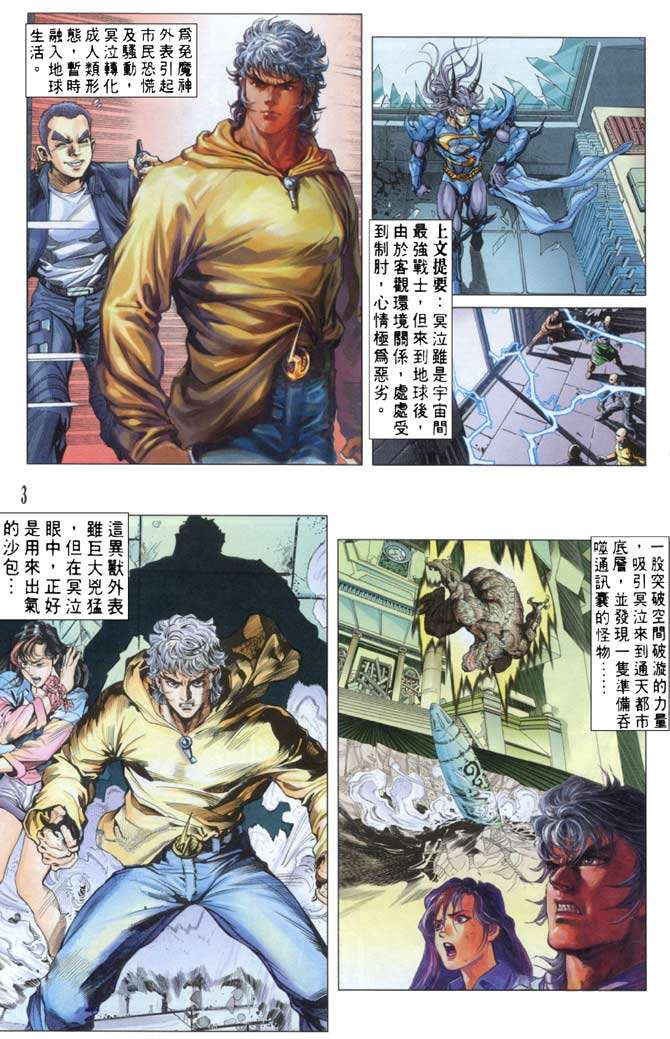 上文提要：冥泣雖是宇宙間
最強戰士，但來到地球後，
由於客觀環境關係，處處受
到制肘，心情極為惡劣。
為免魔神
外表引起
市民恐慌
及騷動，
冥泣轉化
成人類形
態，暫時
融入地球
生活。
一股突破空間破漩的力量
，吸引冥泣來到通天都市
底層，並發現一隻準備吞
噬通訊囊的怪物……
這異獸外表
雖巨大兇猛
，但在冥泣
眼中，正好
是用來出氣
的沙包…
3